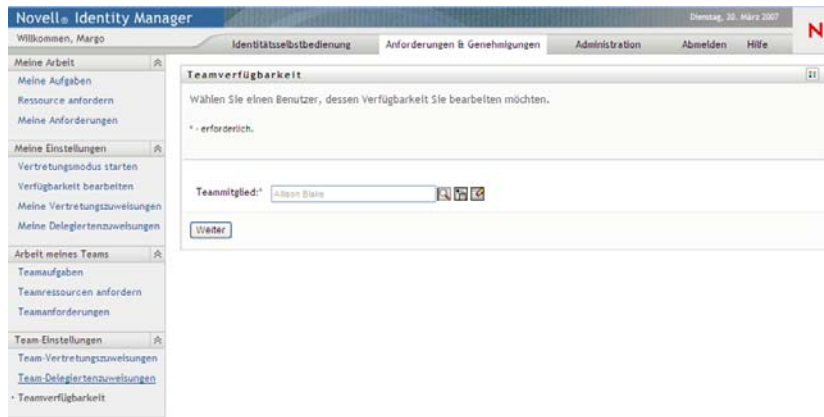 Novell® Identity Manager
Dienstag, 20. März 2007
N
Willkommen, Margo
Identitätsselbstbedienung
Anforderungen & Genehmigungen
Administration
Abmelden
Hilfe
Meine Arbeit
Meine Aufgaben
Ressource anfordern
Meine Anforderungen
Meine Einstellungen
Vertretungsmodus starten
Verfügbarkeit bearbeiten
Meine Vertretungszuweisungen
Meine Delegiertenzuweisungen
Arbeit meines Teams
Teamaufgaben
Teamressourcen anfordern
Teamanforderungen
Team-Einstellungen
Team-Vertretungszuweisungen
Team-Delegiertenzuweisungen
Teamverfügbarkeit
Teamverfügbarkeit
Wählen Sie einen Benutzer, dessen Verfügbarkeit Sie bearbeiten möchten.
* - erforderlich.
Teammitglied:*
Allison Blake
Weiter